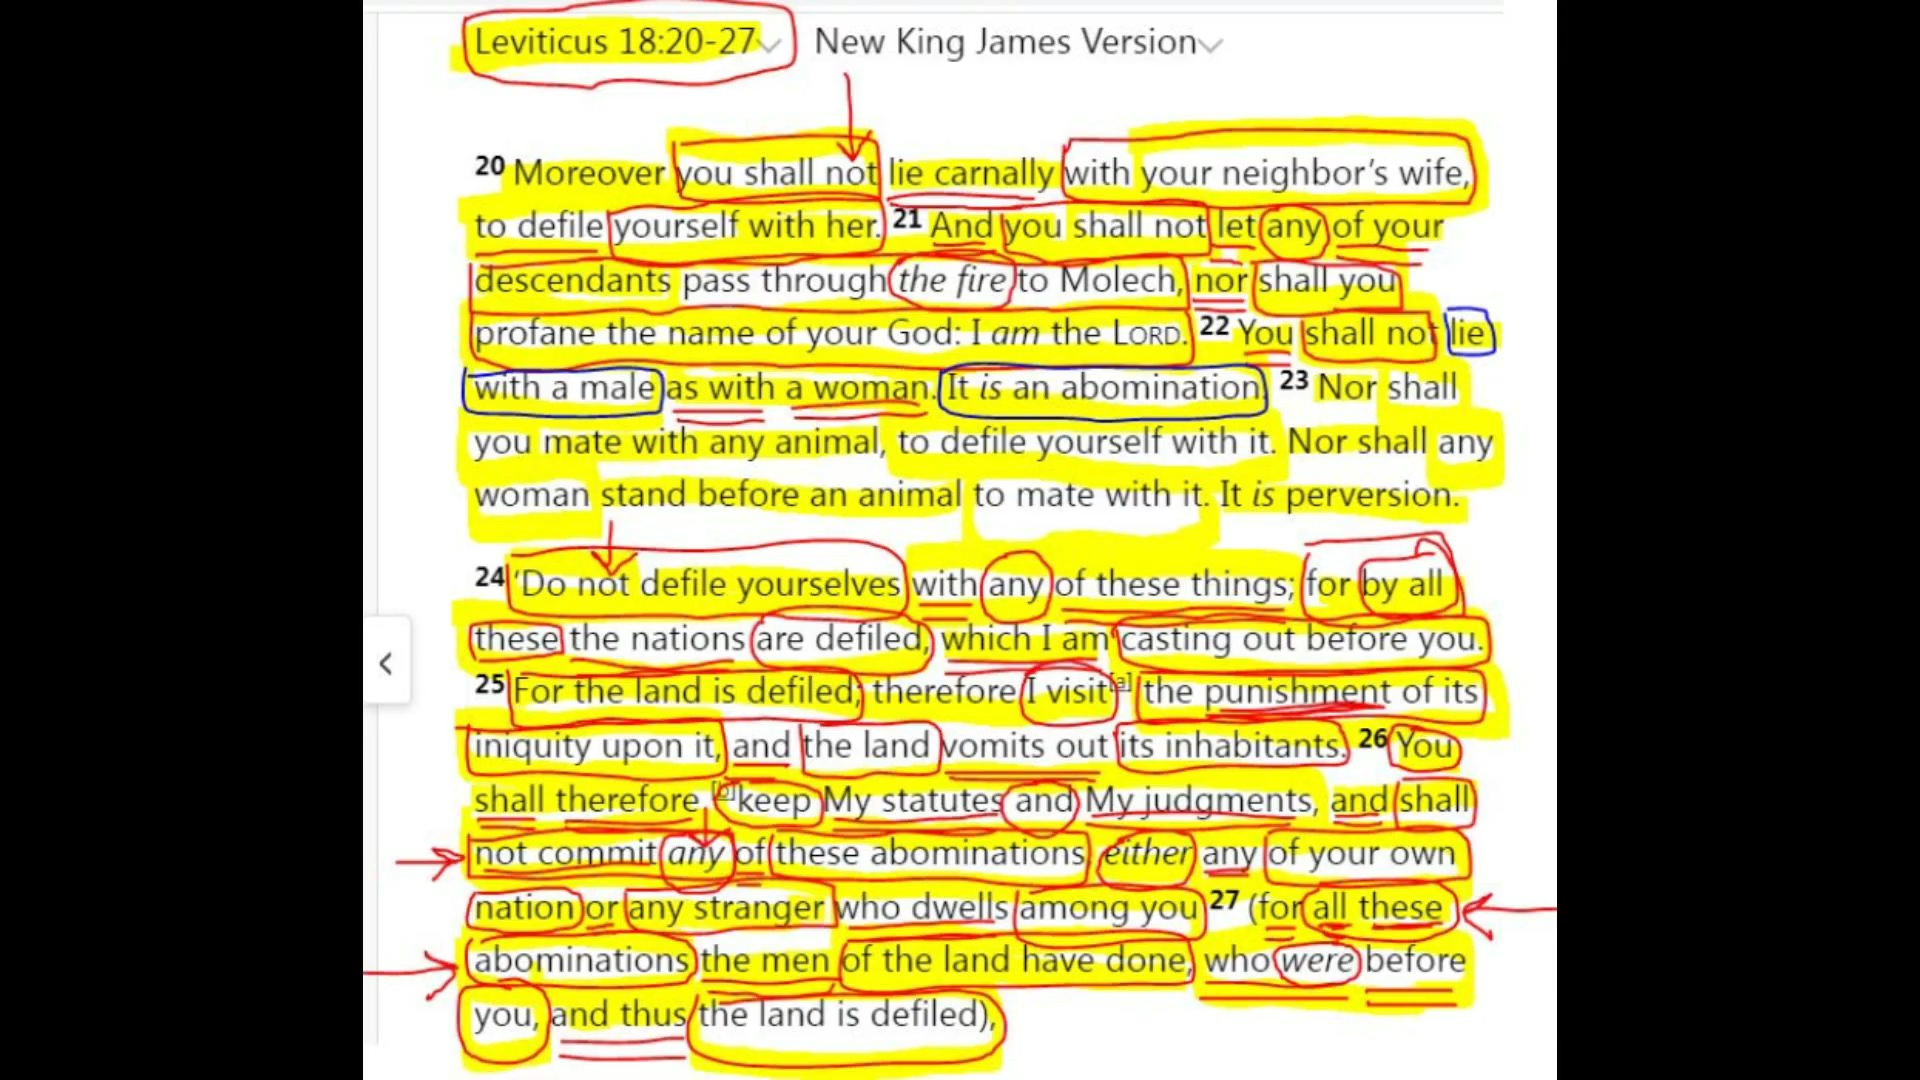 Leviticus 18:20-27 New King James Version
20 Moreover you shall not lie carnally with your neighbor's wife,
to defile yourself with her. 21 And you shall not let any of your
descendants pass through the fire to Molech, nor shall you
profane the name of your God: I am the LORD. 22 You shall not lie
with a male as with a woman. It is an abomination. 23 Nor shall
you mate with any animal, to defile yourself with it. Nor shall any
woman stand before an animal to mate with it. It is perversion.
24 ‘Do not defile yourselves with any of these things; for by all
these the nations are defiled, which I am casting out before you.
25 For the land is defiled; therefore I visit[a] the punishment of its
iniquity upon it, and the land vomits out its inhabitants. 26 You
shall therefore [b]keep My statutes and My judgments, and shall
not commit any of these abominations, either any of your own
nation or any stranger who dwells among you 27 (for all these
abominations the men of the land have done, who were before
you, and thus the land is defiled),